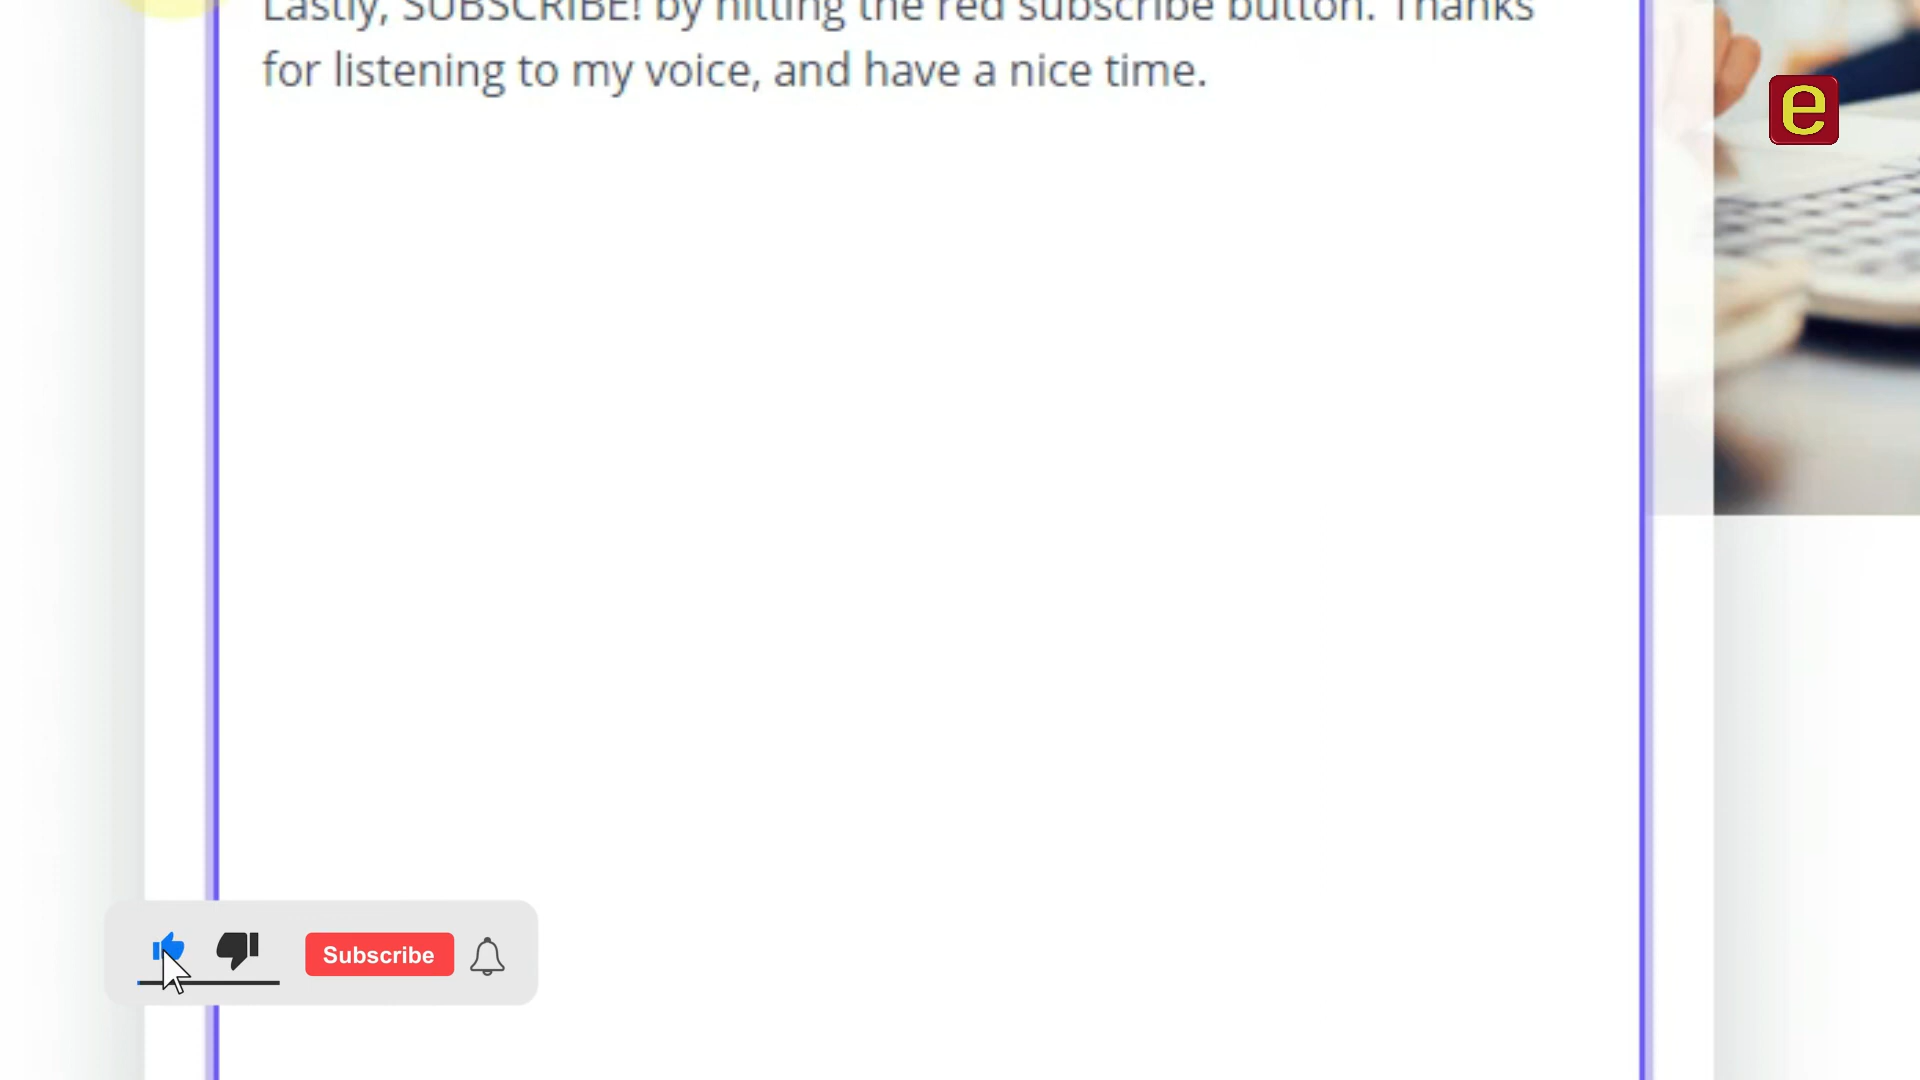 Lastly, SUBSCRIBE! by hitting the red subscribe button. Thanks
for listening to my voice, and have a nice time.
e
Subscribe